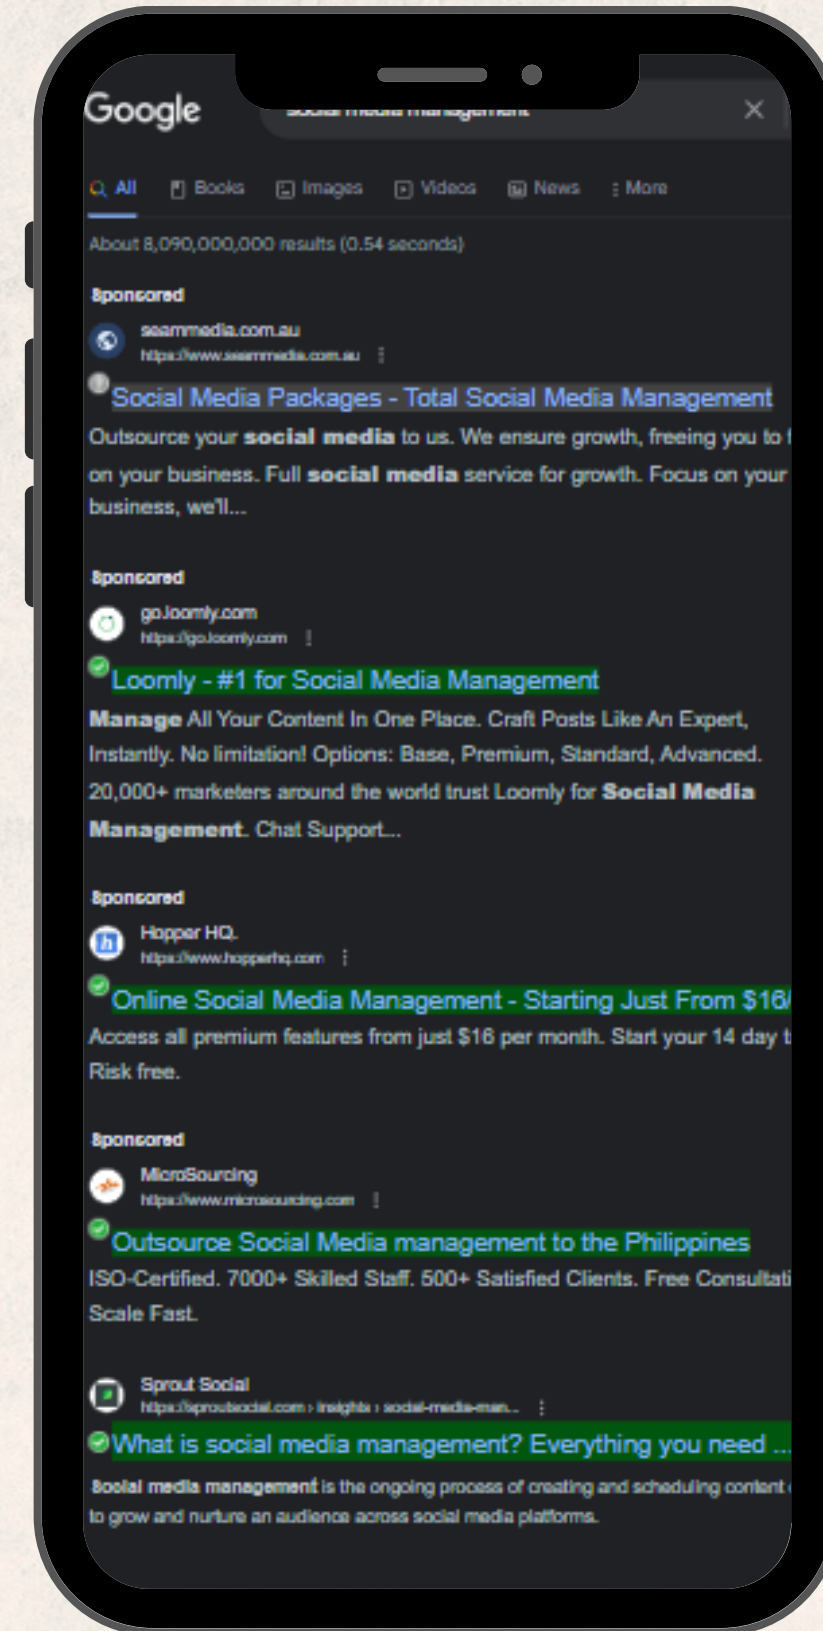 Google
social media management
All Books Images Videos News More
About 8,090,000,000 results (0.54 seconds)
Sponsored
seammedia.com.au
https://www.seammedia.com.au
Social Media Packages - Total Social Media Management
Outsource your social media to us. We ensure growth, freeing you to f
on your business. Full social media service for growth. Focus on your
business, we'll...
Sponsored
go.loomly.com
https://go.loomly.com
Loomly - #1 for Social Media Management
Manage All Your Content In One Place. Craft Posts Like An Expert,
Instantly. No limitation! Options: Base, Premium, Standard, Advanced.
20,000+ marketers around the world trust Loomly for Social Media
Management. Chat Support...
Sponsored
Hopper HQ.
https://www.hopperhq.com
Online Social Media Management - Starting Just From $16/
Access all premium features from just $16 per month. Start your 14 day t
Risk free.
Sponsored
MicroSourcing
https://www.microsourcing.com
Outsource Social Media management to the Philippines
ISO-Certified. 7000+ Skilled Staff. 500+ Satisfied Clients. Free Consultati
Scale Fast.
Sprout Social
https://sproutsocial.com › insights › social-media-man...
What is social media management? Everything you need ...
Social media management is the ongoing process of creating and scheduling content
to grow and nurture an audience across social media platforms.